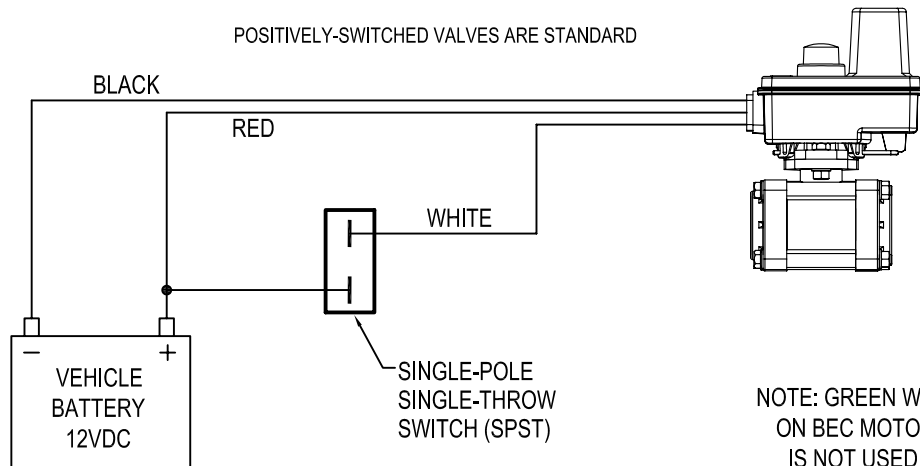 POSITIVELY-SWITCHED VALVES ARE STANDARD
BLACK
RED
WHITE
− +
VEHICLE
BATTERY
12VDC
SINGLE-POLE
SINGLE-THROW
SWITCH (SPST)
NOTE: GREEN W
ON BEC MOTO
IS NOT USED